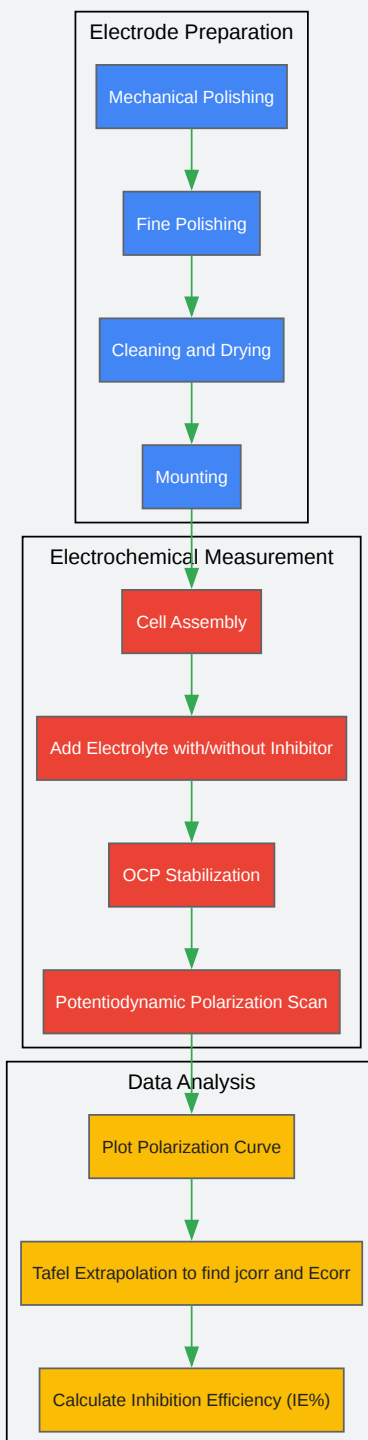 Electrode Preparation
Mechanical Polishing
Fine Polishing
Cleaning and Drying
Mounting
Electrochemical Measurement
Cell Assembly
Add Electrolyte with/without Inhibitor
OCP Stabilization
Potentiodynamic Polarization Scan
Data Analysis
Plot Polarization Curve
Tafel Extrapolation to find jcorr and Ecorr
Calculate Inhibition Efficiency (IE%)